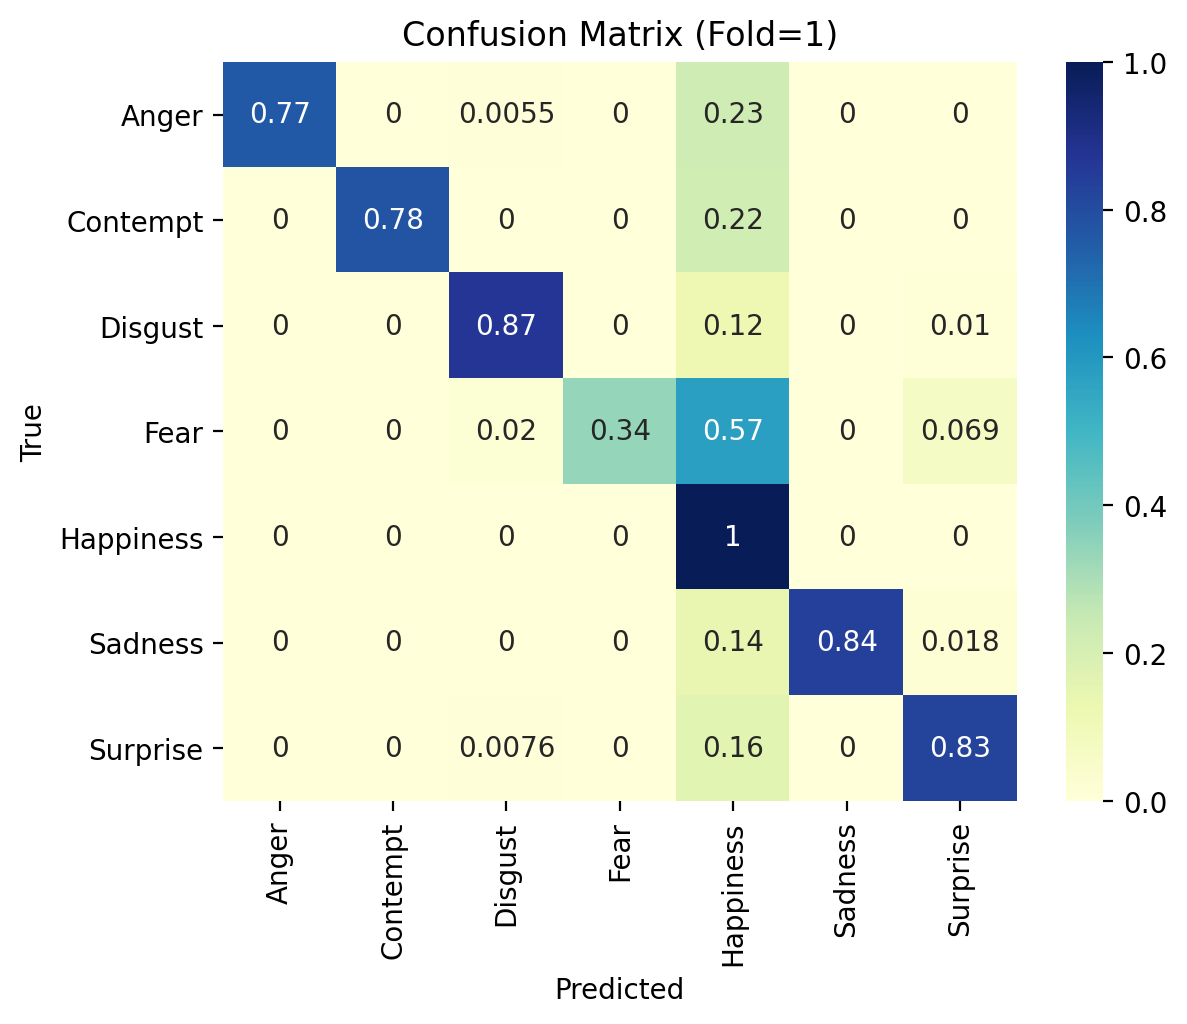 Confusion Matrix (Fold=1)
Anger 0.77 0 0.0055 0 0.23 0 0
Contempt 0 0.78 0 0 0.22 0 0
Disgust 0 0 0.87 0 0.12 0 0.01
Fear 0 0 0.02 0.34 0.57 0 0.069
Happiness 0 0 0 0 1 0 0
Sadness 0 0 0 0 0.14 0.84 0.018
Surprise 0 0 0.0076 0 0.16 0 0.83
True
Anger Contempt Disgust Fear Happiness Sadness Surprise
Predicted
1.0
0.8
0.6
0.4
0.2
0.0